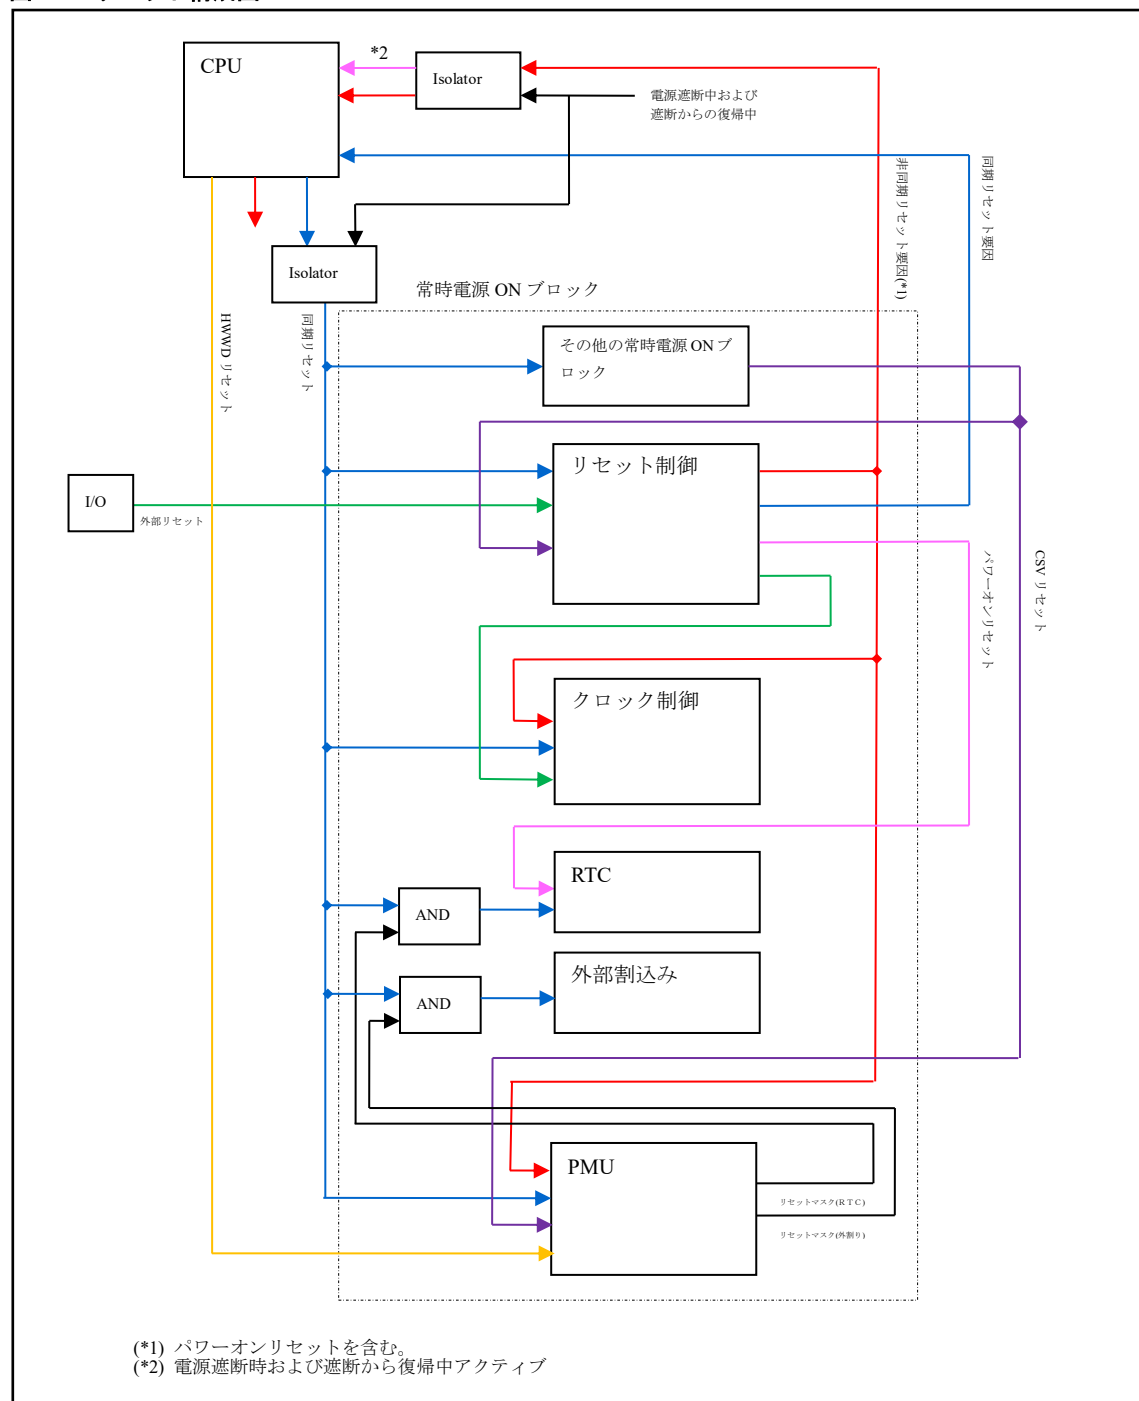 CPU
*2
Isolator
電源遮断中および
遮断からの復帰中
非同期リセット要因(*1)
同期リセット要因
Isolator
常時電源 ON ブロック
HWWD リセット
同期リセット
その他の常時電源 ON ブ
ロック
リセット制御
I/O
外部リセット
パワーオンリセット
CSV リセット
クロック制御
RTC
AND
外部割込み
AND
PMU
リセットマスク(RTC)
リセットマスク(外割り)
(*1) パワーオンリセットを含む。
(*2) 電源遮断時および遮断から復帰中アクティブ